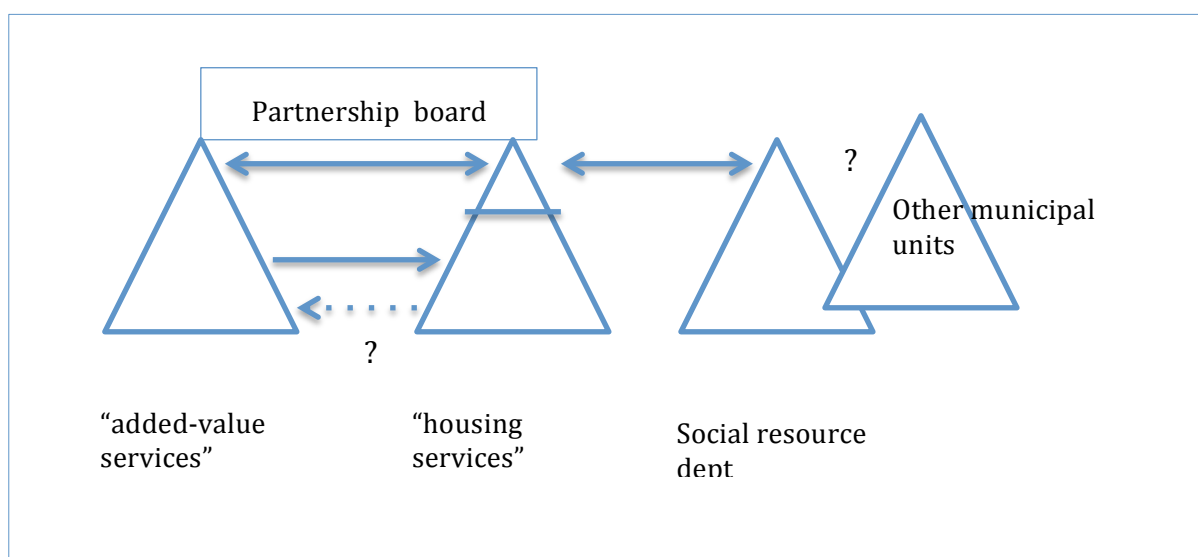 Partnership board
?
Other municipal
units
?
“added-value
services”
“housing
services”
Social resource
dept